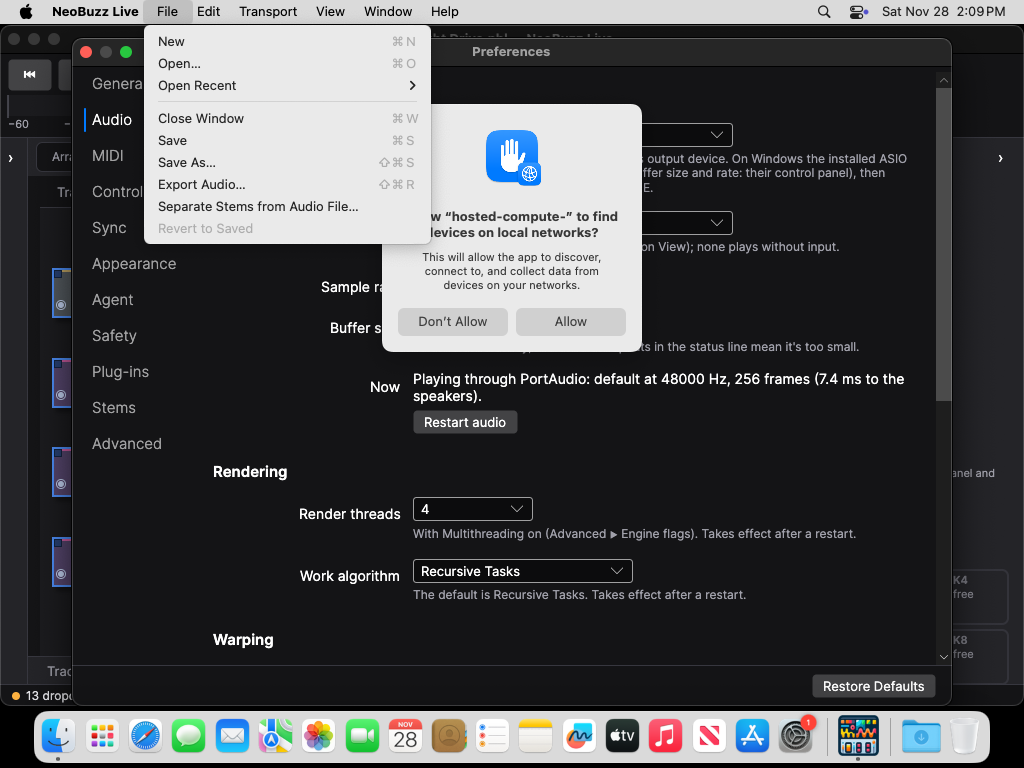 NeoBuzz Live File Edit Transport View Window Help Sat Nov 28 2:09 PM
Preferences
New ⌘ N
Open... ⌘ O
Open Recent
Close Window ⌘ W
Save ⌘ S
Save As... ⇧⌘ S
Export Audio... ⇧⌘ R
Separate Stems from Audio File...
Revert to Saved
-60
Genera
Audio
MIDI
Control
Sync
Appearance
Agent
Safety
Plug-ins
Stems
Advanced
Arra
Tra
Trac
13 dropo
“hosted-compute-” to find
devices on local networks?
This will allow the app to discover,
connect to, and collect data from
devices on your networks.
Don’t Allow
Allow
output device. On Windows the installed ASIO
ffer size and rate: their control panel), then
E.
on View); none plays without input.
Sample ra
Buffer s
ts in the status line mean it's too small.
Now
Playing through PortAudio: default at 48000 Hz, 256 frames (7.4 ms to the
speakers).
Restart audio
Rendering
Render threads
4
With Multithreading on (Advanced ▸ Engine flags). Takes effect after a restart.
Work algorithm
Recursive Tasks
The default is Recursive Tasks. Takes effect after a restart.
Warping
Restore Defaults
anel and
K4
free
K8
free
NOV
28
tv
1